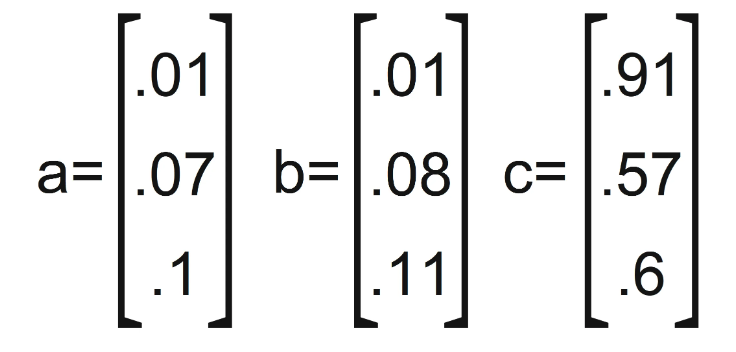 .01 .01 .91
a= .07 b= .08 c= .57
.1 .11 .6